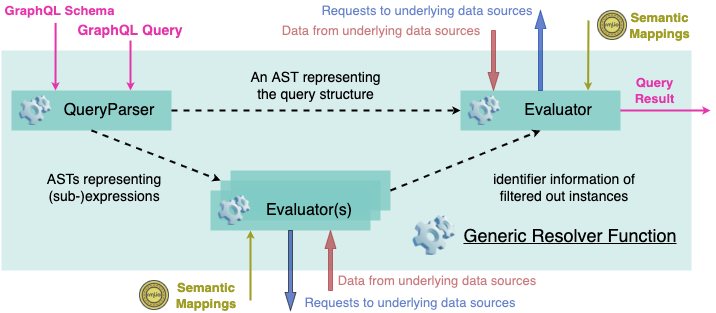 GraphQL Schema
GraphQL Query
Requests to underlying data sources
Data from underlying data sources
Semantic
Mappings
An AST representing
the query structure
QueryParser
Evaluator
Query
Result
ASTs representing
(sub-)expressions
Evaluator(s)
identifier information of
filtered out instances
Generic Resolver Function
Semantic
Mappings
Data from underlying data sources
Requests to underlying data sources